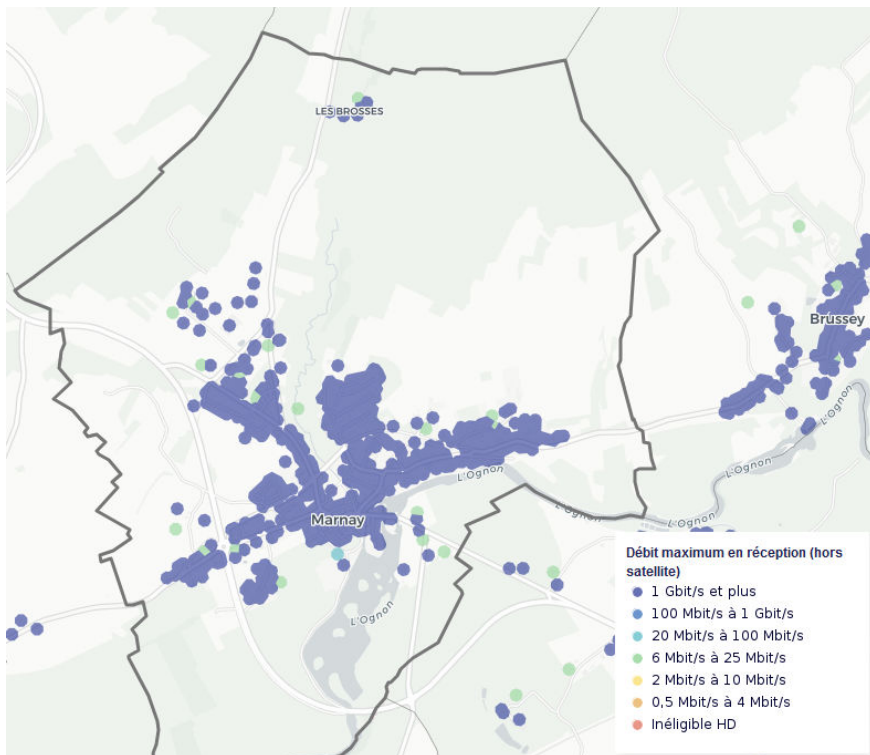 LES BROSSES
Brussey
L'Ognon
L'Ognon
L'Ognon
L'Ognon
Marnay
L'Ognon
Débit maximum en réception (hors
satellite)
1 Gbit/s et plus
100 Mbit/s à 1 Gbit/s
20 Mbit/s à 100 Mbit/s
6 Mbit/s à 25 Mbit/s
2 Mbit/s à 10 Mbit/s
0,5 Mbit/s à 4 Mbit/s
Inéligible HD